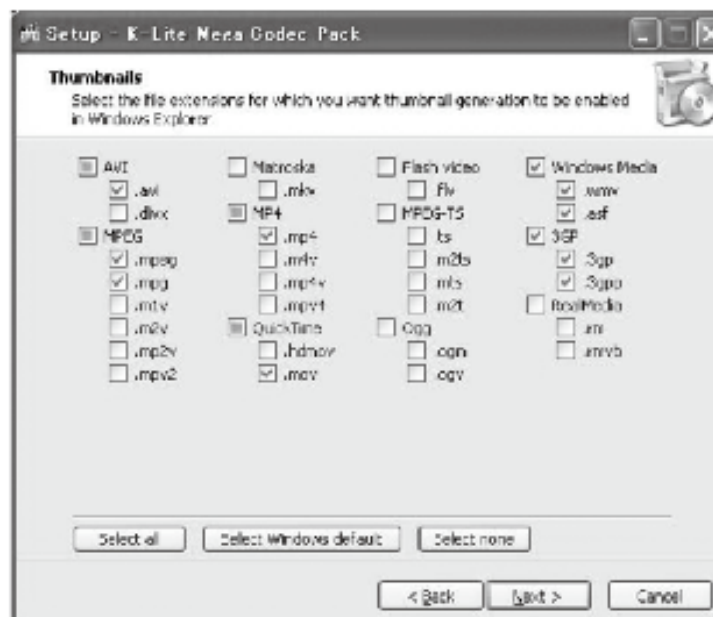 Setup - K-Lite Mega Codec Pack
Thumbnails
Select the file extensions for which you want thumbnail generation to be enabled
in Windows Explorer
AVI
.avi
.divx
MPEG
.mpeg
.mpg
.m1v
.m2v
.mp2v
.mpv2
Matroska
.mkv
MP4
.mp4
.m4v
.mp4v
.mpv4
QuickTime
.hdmov
.mov
Flash video
.flv
MPEG-TS
.ts
.m2ts
.mts
.m2t
Ogg
.ogm
.ogv
Windows Media
.wmv
.asf
3GP
.3gp
.3gpp
RealMedia
.rm
.rmvb
Select all
Select Windows default
Select none
< Back
Next >
Cancel